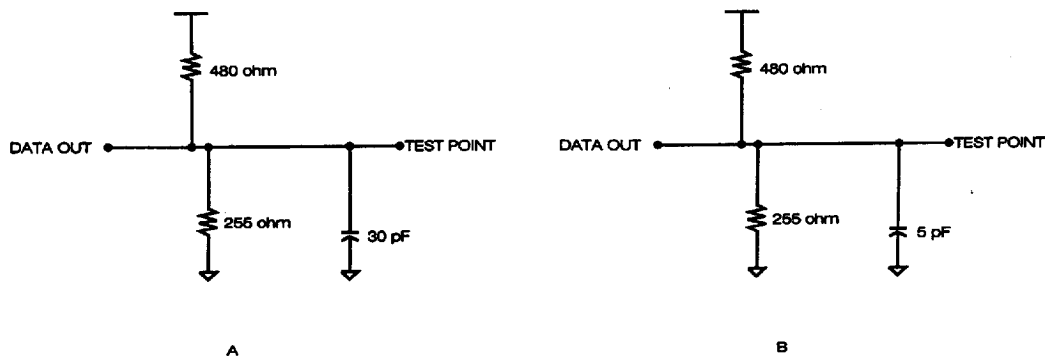 480 ohm
DATA OUT
TEST POINT
255 ohm
30 pF
A
480 ohm
DATA OUT
TEST POINT
255 ohm
5 pF
B